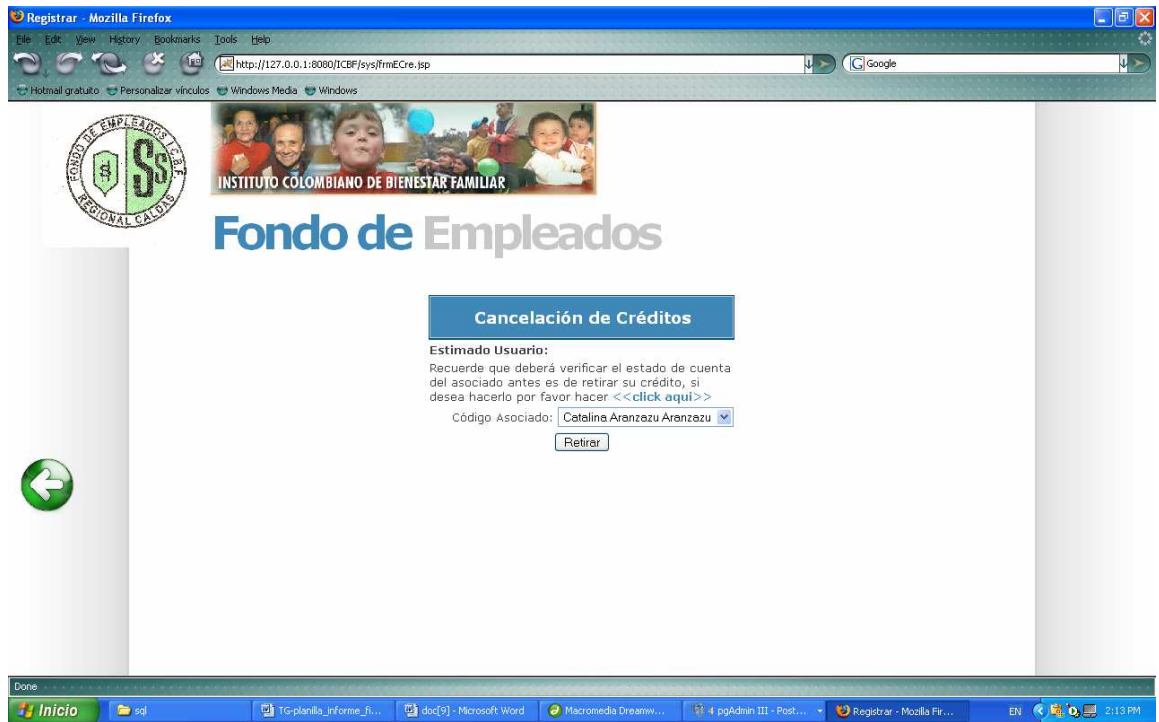 Registrar - Mozilla Firefox
File Edit View History Bookmarks Tools Help
http://127.0.0.1:8080/ICBF/sys/frmECre.jsp
Google
Hotmail gratuito Personalizar vínculos Windows Media Windows
FONDO DE EMPLEADOS I.C.B.F.
SS
REGIONAL CALDAS
INSTITUTO COLOMBIANO DE BIENESTAR FAMILIAR
Fondo de Empleados
Cancelación de Créditos
Estimado Usuario:
Recuerde que deberá verificar el estado de cuenta
del asociado antes es de retirar su crédito, si
desea hacerlo por favor hacer <<click aqui>>
Código Asociado: Catalina Aranzazu Aranzazu
Retirar
Done
Inicio sql TG-planilla_informe_fi... doc[9] - Microsoft Word Macromedia Dreamw... 4 pgAdmin III - Post... Registrar - Mozilla Fir... EN 2:13 PM